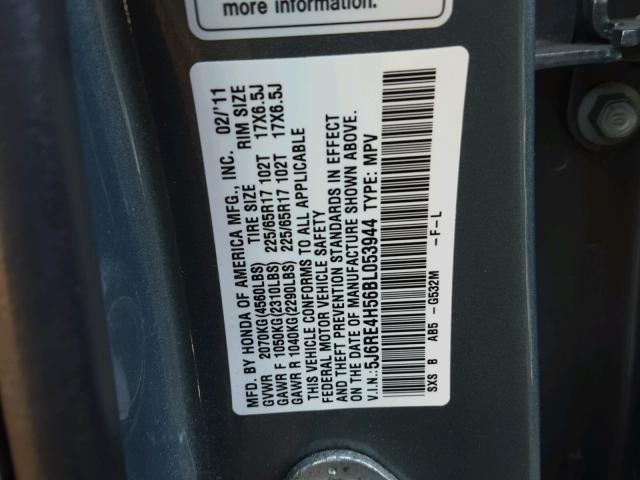 more information.
MFD. BY HONDA OF AMERICA MFG., INC. 02/'11
GVWR 2070KG(4560LBS) TIRE SIZE RIM SIZE
GAWR F 1050KG(2310LBS) 225/65R17 102T 17X6.5J
GAWR R 1040KG(2290LBS) 225/65R17 102T 17X6.5J
THIS VEHICLE CONFORMS TO ALL APPLICABLE
FEDERAL MOTOR VEHICLE SAFETY
AND THEFT PREVENTION STANDARDS IN EFFECT
ON THE DATE OF MANUFACTURE SHOWN ABOVE.
V.I.N.:5J6RE4H56BL053944 TYPE: MPV
SXS B AB5 -G532M -F-L